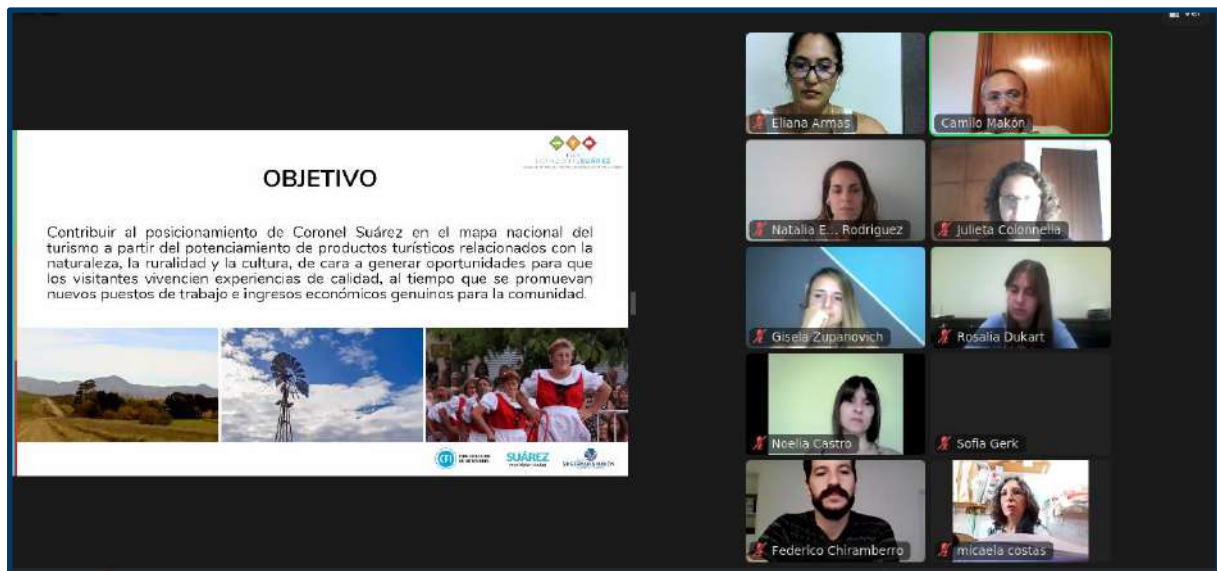 OBJETIVO
Contribuir al posicionamiento de Coronel Suárez en el mapa nacional del
turismo a partir del potenciamiento de productos turísticos relacionados con la
naturaleza, la ruralidad y la cultura, de cara a generar oportunidades para que
los visitantes vivencien experiencias de calidad, al tiempo que se promuevan
nuevos puestos de trabajo e ingresos económicos genuinos para la comunidad.
CFI
SUÁREZ
Eliana Armas
Camilo Makón
Natalia E... Rodriguez
Julieta Colonnella
Gisela Zupanovich
Rosalia Dukart
Noelia Castro
Sofia Gerk
Federico Chiramberro
micaela costas